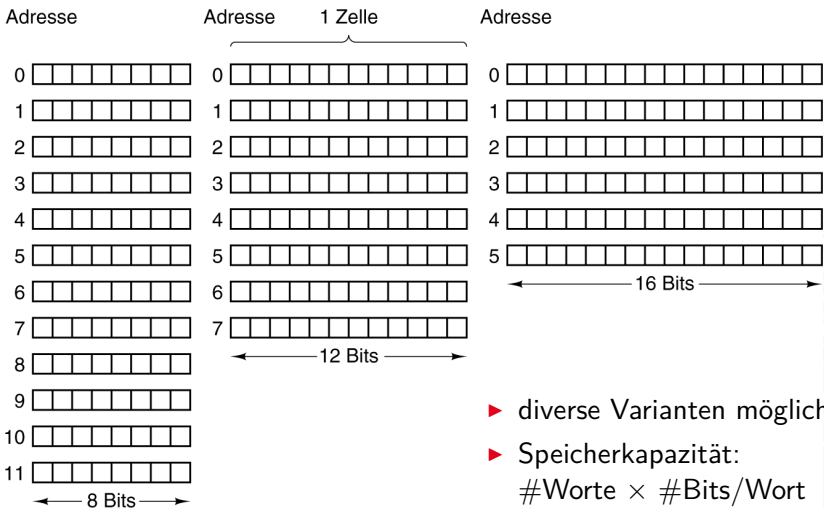 Adresse
0
1
2
3
4
5
6
7
8
9
10
11
8 Bits
Adresse 1 Zelle
0
1
2
3
4
5
6
7
12 Bits
Adresse
0
1
2
3
4
5
16 Bits
▶ diverse Varianten möglich
▶ Speicherkapazität:
#Worte × #Bits/Wort